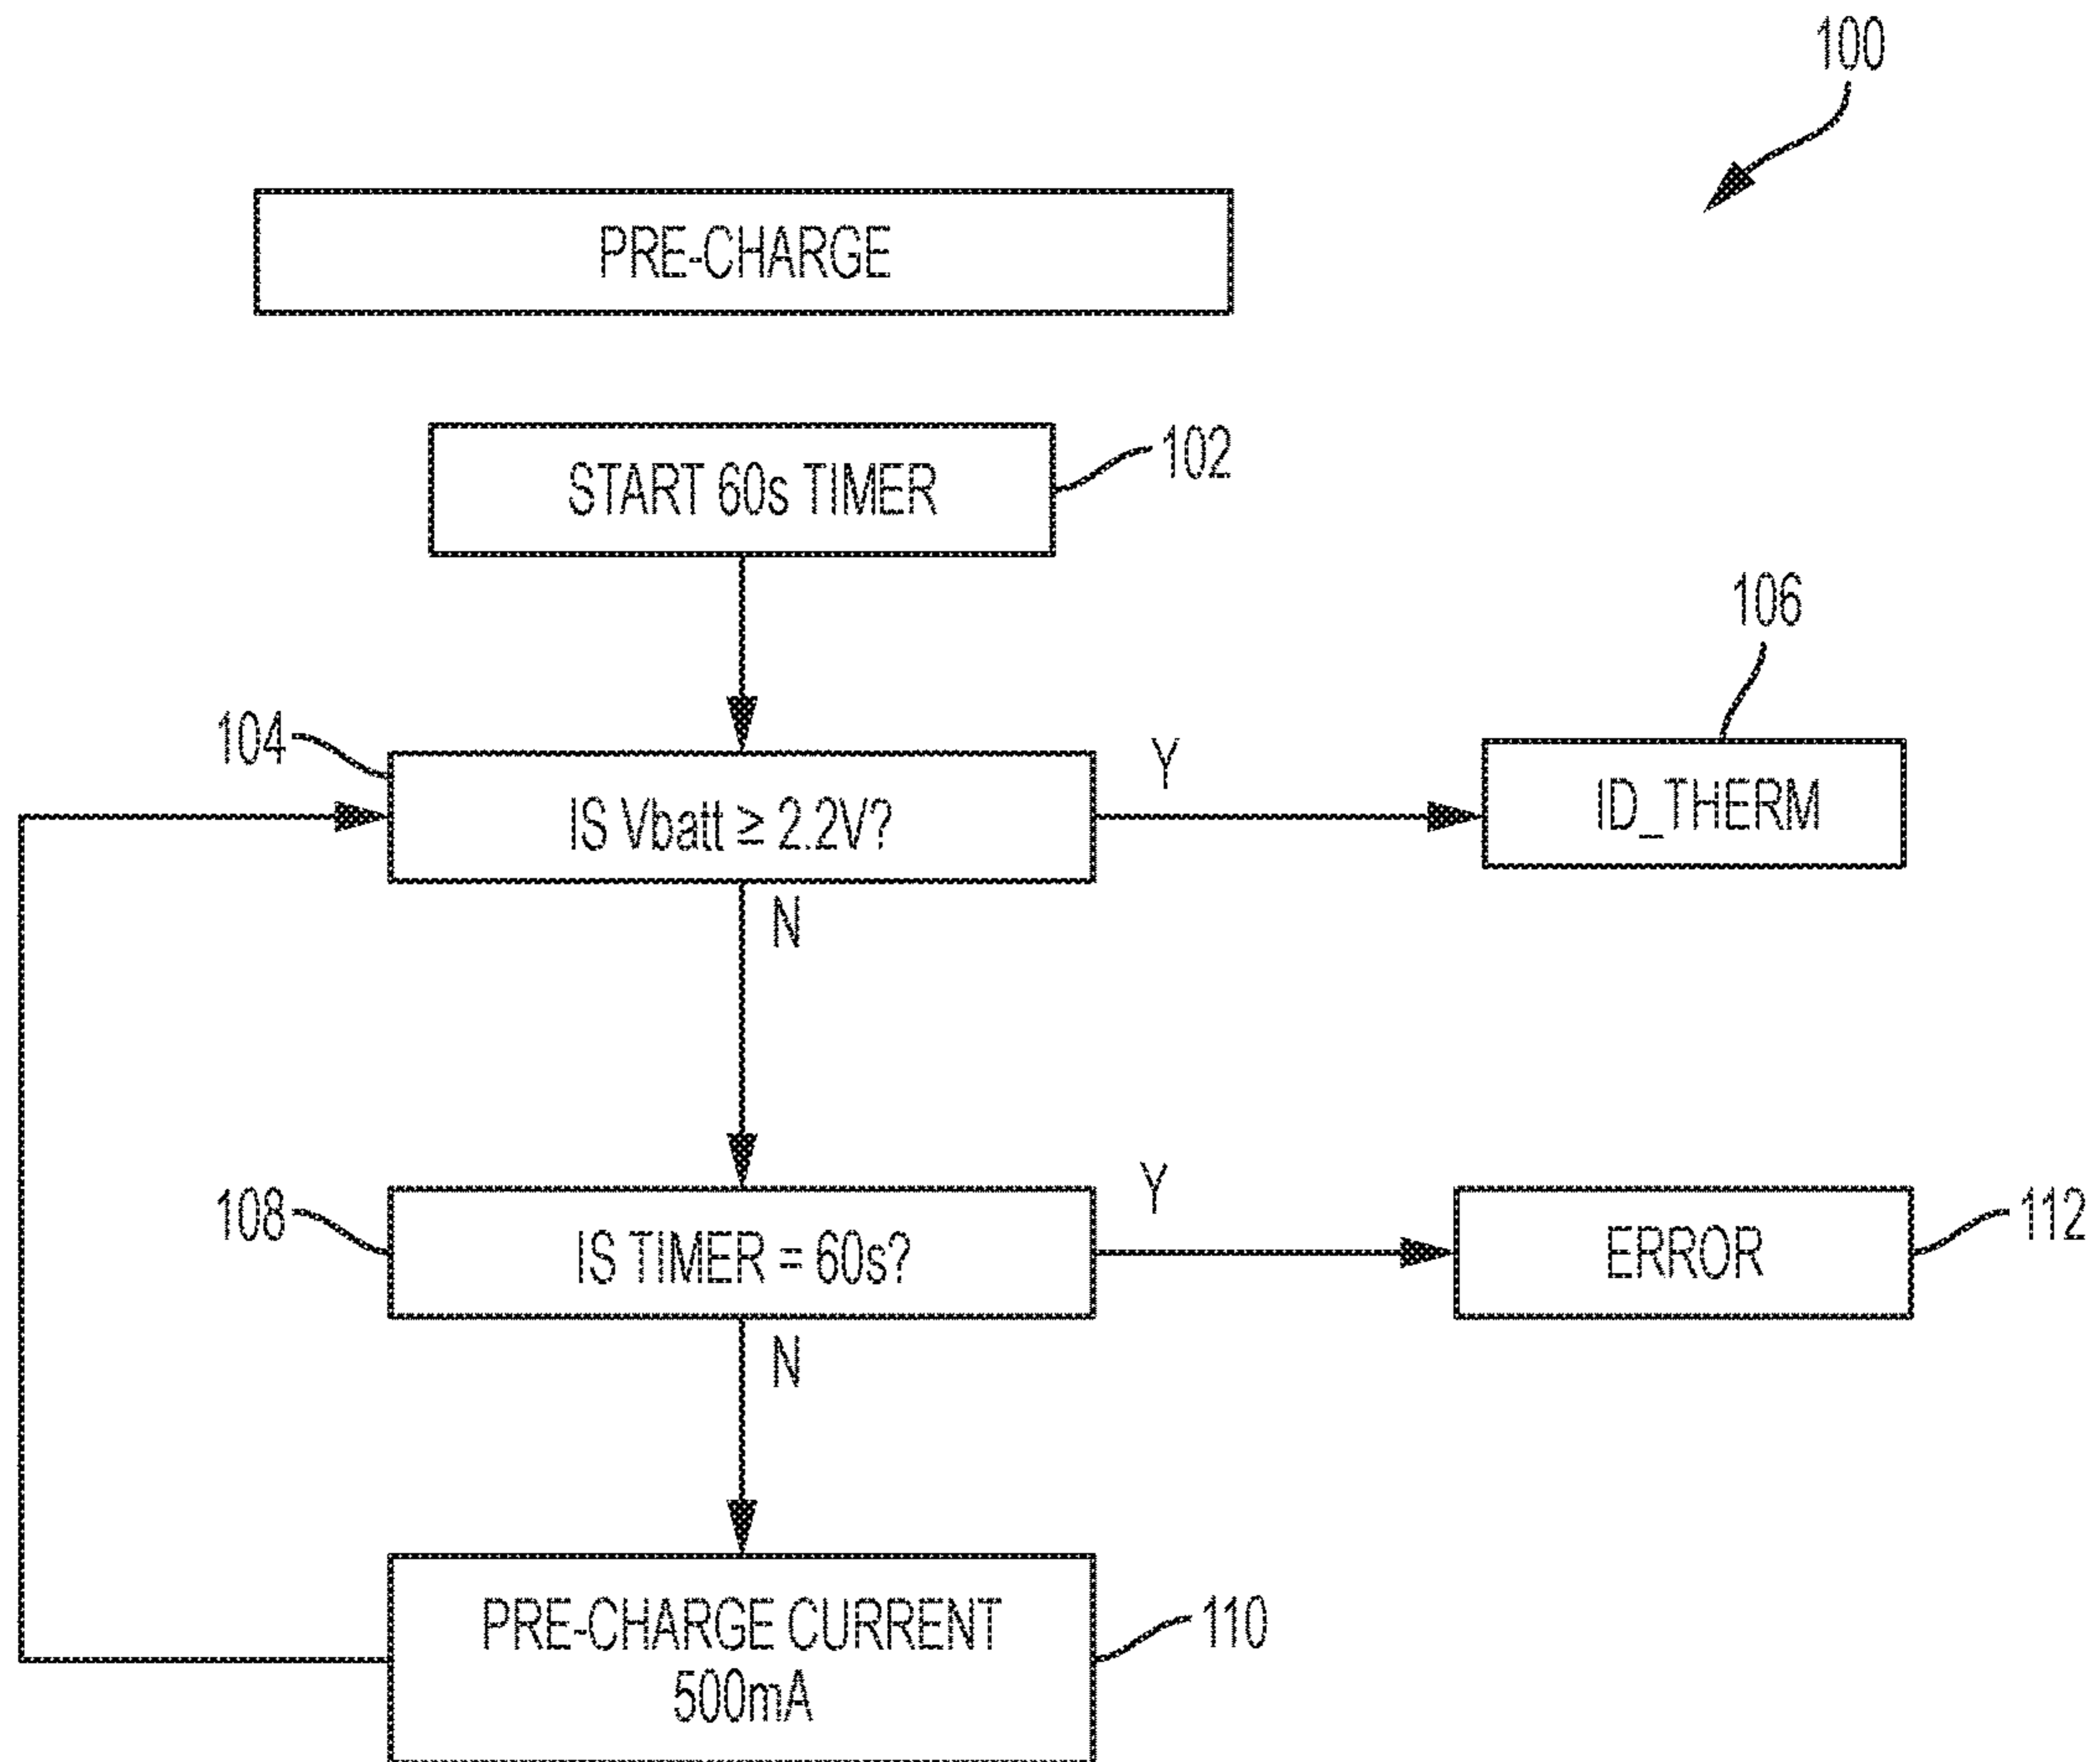 100
PRE-CHARGE
START 60s TIMER
102
106
104
IS Vbatt ≥ 2.2V?
Y
ID_THERM
N
108
IS TIMER = 60s?
Y
ERROR
112
N
PRE-CHARGE CURRENT
500mA
110